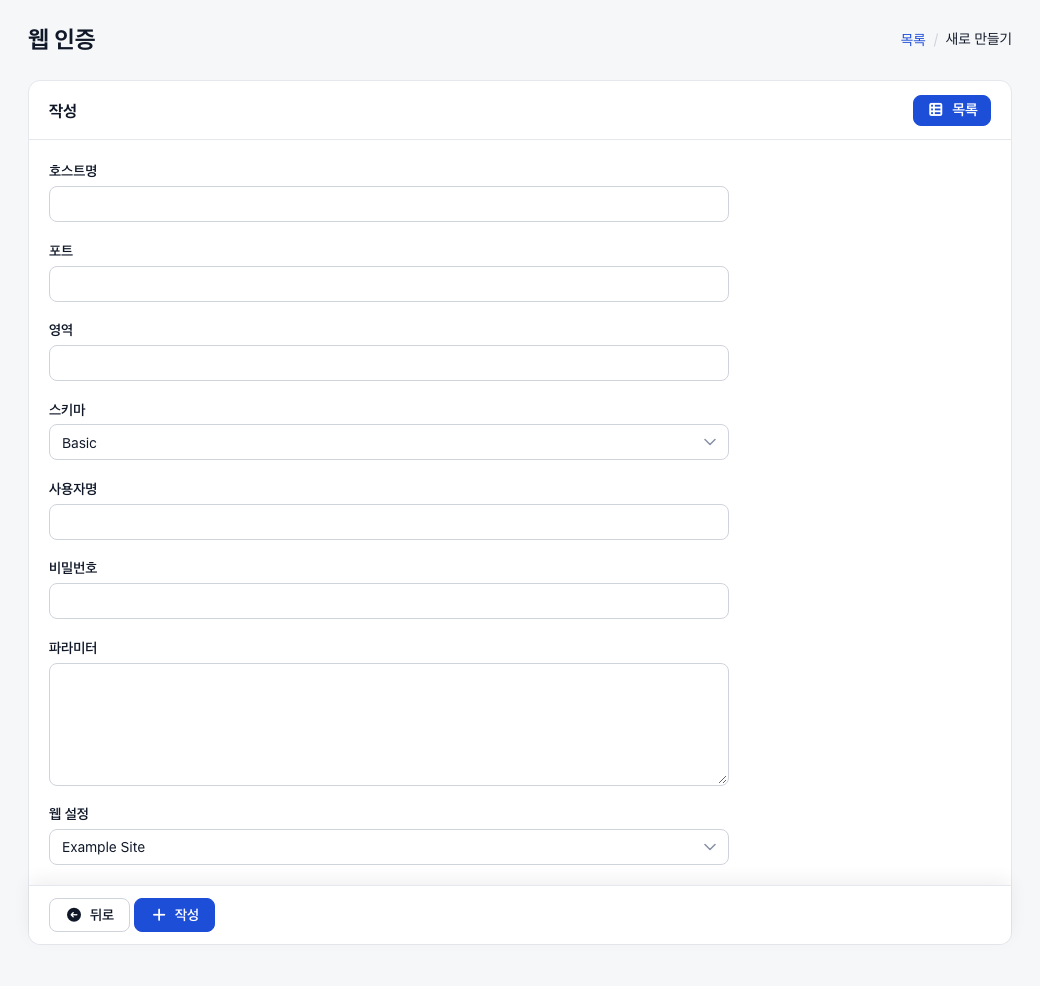 웹 인증
목록 / 새로 만들기
작성
목록
호스트명
포트
영역
스키마
Basic
사용자명
비밀번호
파라미터
웹 설정
Example Site
뒤로
작성